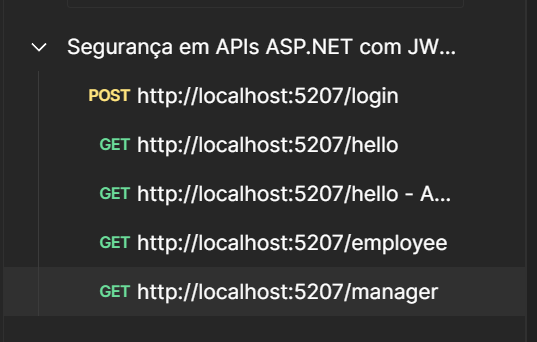 Segurança em APIs ASP.NET com JW...
POST http://localhost:5207/login
GET http://localhost:5207/hello
GET http://localhost:5207/hello - A...
GET http://localhost:5207/employee
GET http://localhost:5207/manager